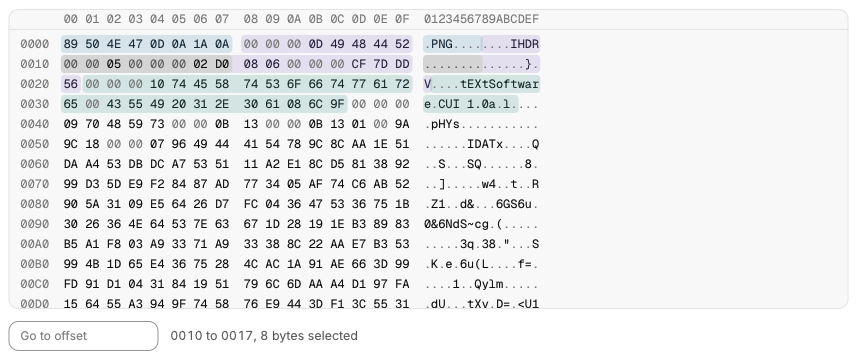 00 01 02 03 04 05 06 07 08 09 0A 0B 0C 0D 0E 0F 0123456789ABCDEF
0000 89 50 4E 47 0D 0A 1A 0A 00 00 00 0D 49 48 44 52 .PNG........IHDR
0010 00 00 05 00 00 00 02 D0 08 06 00 00 00 CF 7D DD ..............}.
0020 56 00 00 00 10 74 45 58 74 53 6F 66 74 77 61 72 V....tEXtSoftwar
0030 65 00 43 55 49 20 31 2E 30 61 08 6C 9F 00 00 00 e.CUI 1.0a.l....
0040 09 70 48 59 73 00 00 0B 13 00 00 0B 13 01 00 9A .pHYs...........
0050 9C 18 00 00 07 96 49 44 41 54 78 9C 8C AA 1E 51 ......IDATx....Q
0060 DA A4 53 DB DC A7 53 51 11 A2 E1 8C D5 81 38 92 ..S...SQ......8.
0070 99 D3 5D E9 F2 84 87 AD 77 34 05 AF 74 C6 AB 52 ..].....w4..t..R
0080 90 5A 31 09 E5 64 26 D7 FC 04 36 47 53 36 75 1B .Z1..d&...6GS6u.
0090 30 26 36 4E 64 53 7E 63 67 1D 28 19 1E B3 89 83 0&6NdS~cg.(.....
00A0 B5 A1 F8 03 A9 33 71 A9 33 38 8C 22 AA E7 B3 53 .....3q.38."...S
00B0 99 4B 1D 65 E4 36 75 28 4C AC 1A 91 AE 66 3D 99 .K.e.6u(L....f=.
00C0 FD 91 D1 04 31 84 19 51 79 6C 6D AA A4 D1 97 FA ....1..Qylm.....
00D0 15 64 55 A3 94 9F 74 58 76 E9 44 3D F1 3C 55 31 .dU...tXv.D=.<U1
Go to offset 0010 to 0017, 8 bytes selected